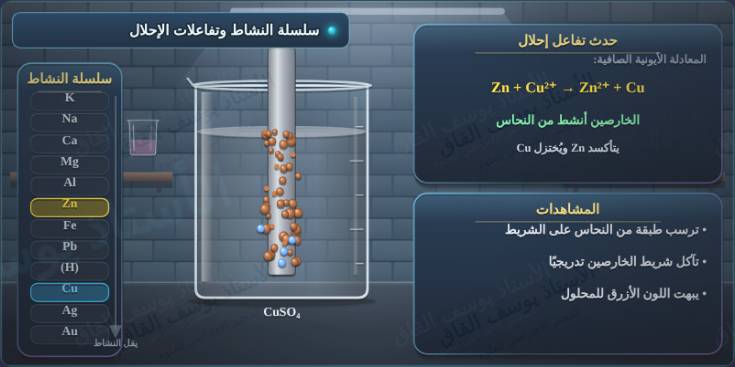 سلسلة النشاط وتفاعلات الإحلال
حدث تفاعل إحلال
المعادلة الأيونية الصافية:
Zn + Cu²⁺ → Zn²⁺ + Cu
الخارصين أنشط من النحاس
يتأكسد Zn ويُختزل Cu
المشاهدات
• ترسب طبقة من النحاس على الشريط
• تآكل شريط الخارصين تدريجيًا
• يبهت اللون الأزرق للمحلول
CuSO₄
سلسلة النشاط
K
Na
Ca
Mg
Al
Zn
Fe
Pb
(H)
Cu
Ag
Au
يقل النشاط